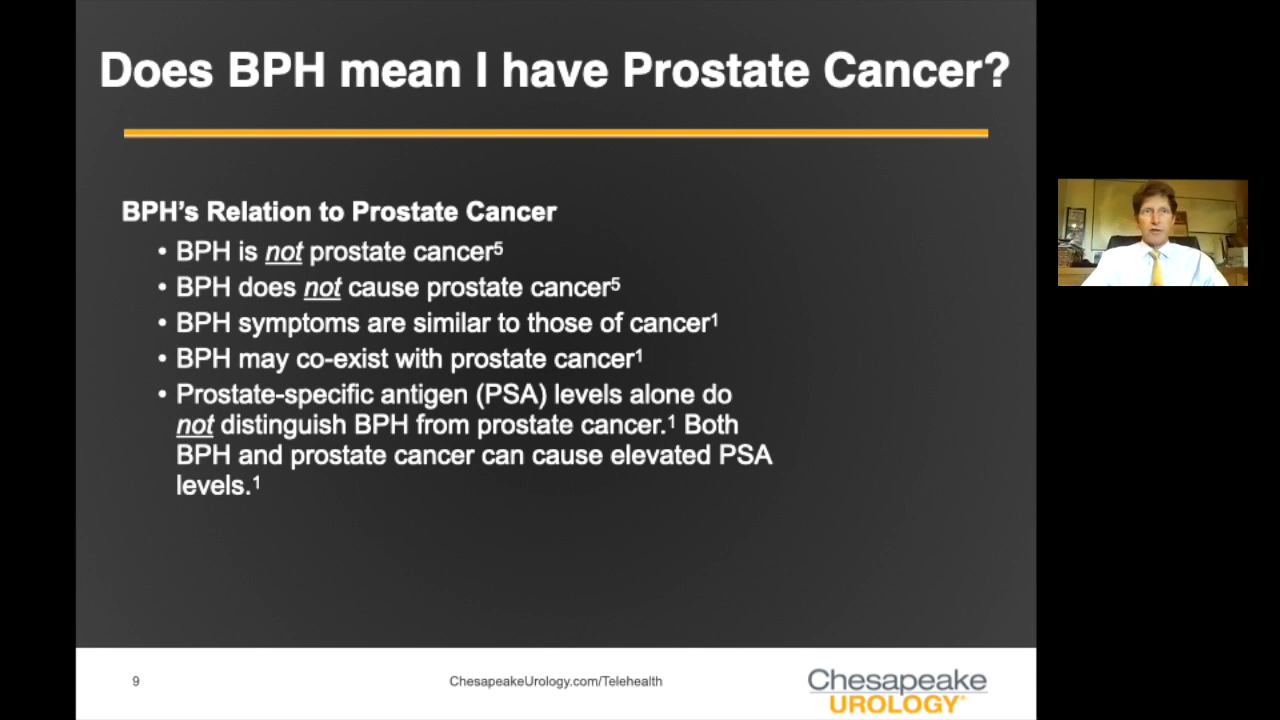 Does BPH mean I have Prostate Cancer?
BPH’s Relation to Prostate Cancer
• BPH is not prostate cancer⁵
• BPH does not cause prostate cancer⁵
• BPH symptoms are similar to those of cancer¹
• BPH may co-exist with prostate cancer¹
• Prostate-specific antigen (PSA) levels alone do
not distinguish BPH from prostate cancer.¹ Both
BPH and prostate cancer can cause elevated PSA
levels.¹
9
ChesapeakeUrology.com/Telehealth
Chesapeake
UROLOGY®